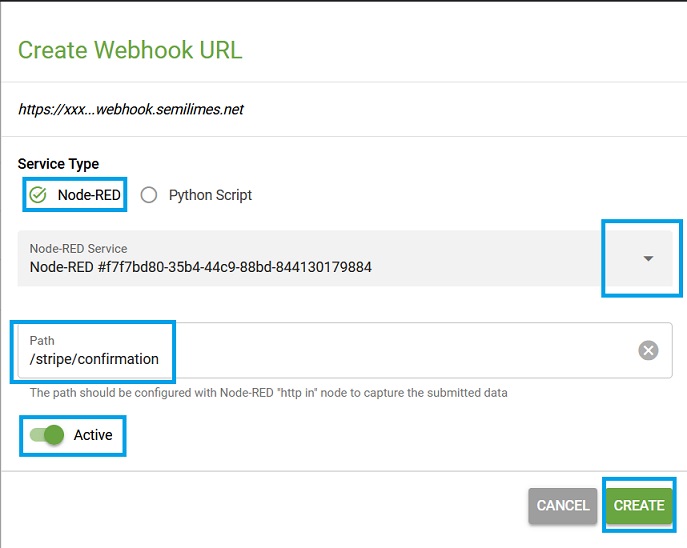 Create Webhook URL
https://xxx...webhook.semilimes.net
Service Type
Node-RED Python Script
Node-RED Service
Node-RED #f7f7bd80-35b4-44c9-88bd-844130179884
Path
/stripe/confirmation
The path should be configured with Node-RED "http in" node to capture the submitted data
Active
CANCEL CREATE